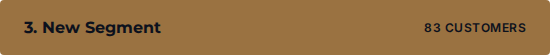 3. New Segment
83 CUSTOMERS